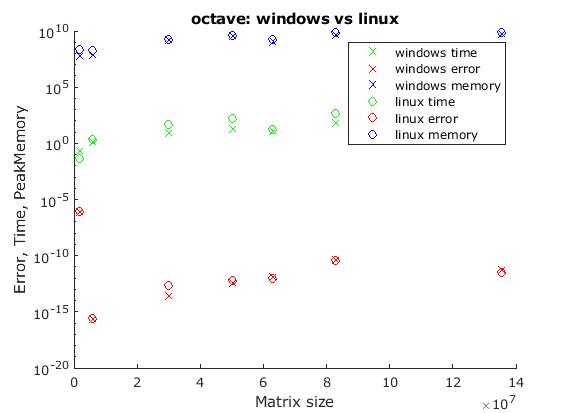 octave: windows vs linux
Error, Time, PeakMemory
10^10
10^5
10^0
10^-5
10^-10
10^-15
10^-20
windows time
windows error
windows memory
linux time
linux error
linux memory
0 2 4 6 8 10 12 14
×10^7
Matrix size